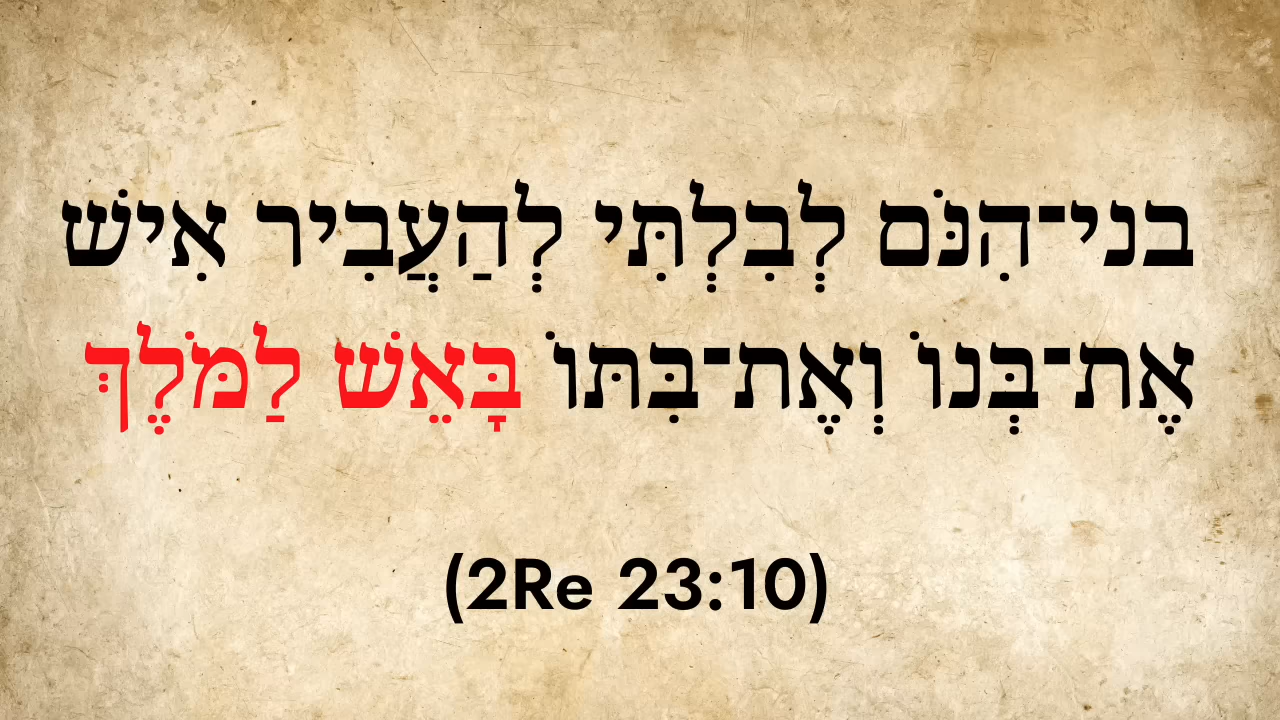 בני־הִנֹּם לְבִלְתִּי לְהַעֲבִיר אִישׁ
אֶת־בְּנוֹ וְאֶת־בִּתּוֹ בָּאֵשׁ לַמֹּלֶךְ
(2Re 23:10)